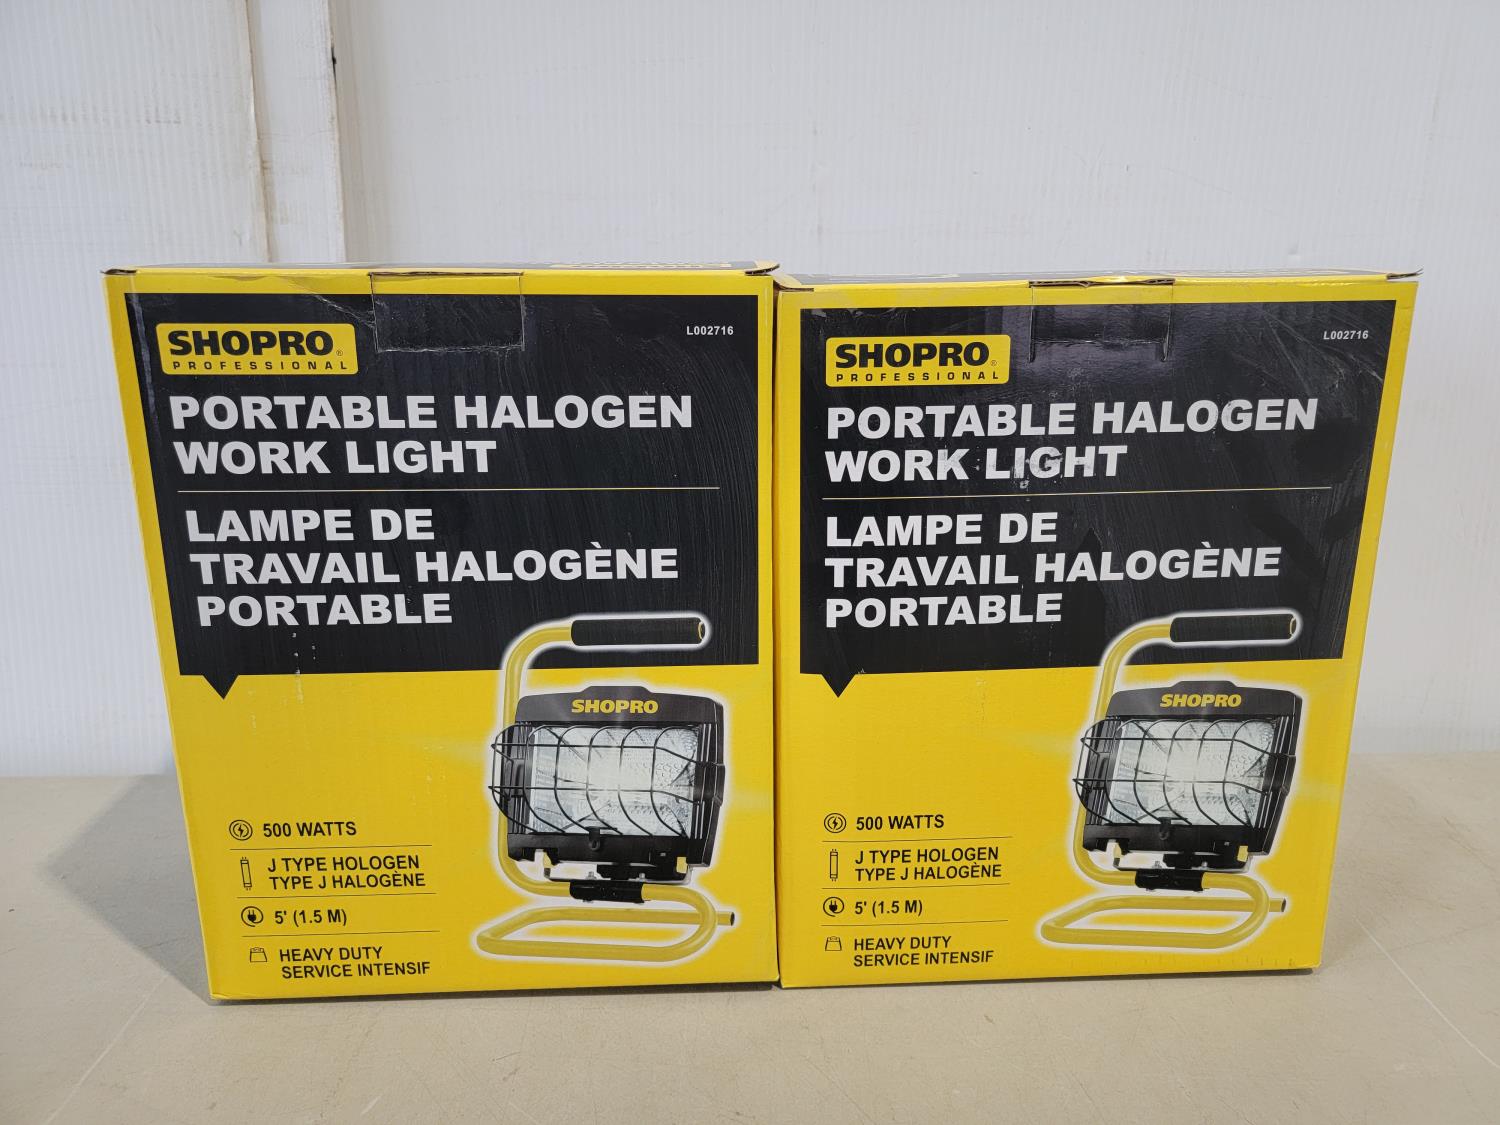 SHOPRO®
PROFESSIONAL
L002716
PORTABLE HALOGEN
WORK LIGHT
LAMPE DE
TRAVAIL HALOGÈNE
PORTABLE
SHOPRO
500 WATTS
J TYPE HOLOGEN
TYPE J HALOGÈNE
5' (1.5 M)
HEAVY DUTY
SERVICE INTENSIF
SHOPRO®
PROFESSIONAL
L002716
PORTABLE HALOGEN
WORK LIGHT
LAMPE DE
TRAVAIL HALOGÈNE
PORTABLE
SHOPRO
500 WATTS
J TYPE HOLOGEN
TYPE J HALOGÈNE
5' (1.5 M)
HEAVY DUTY
SERVICE INTENSIF